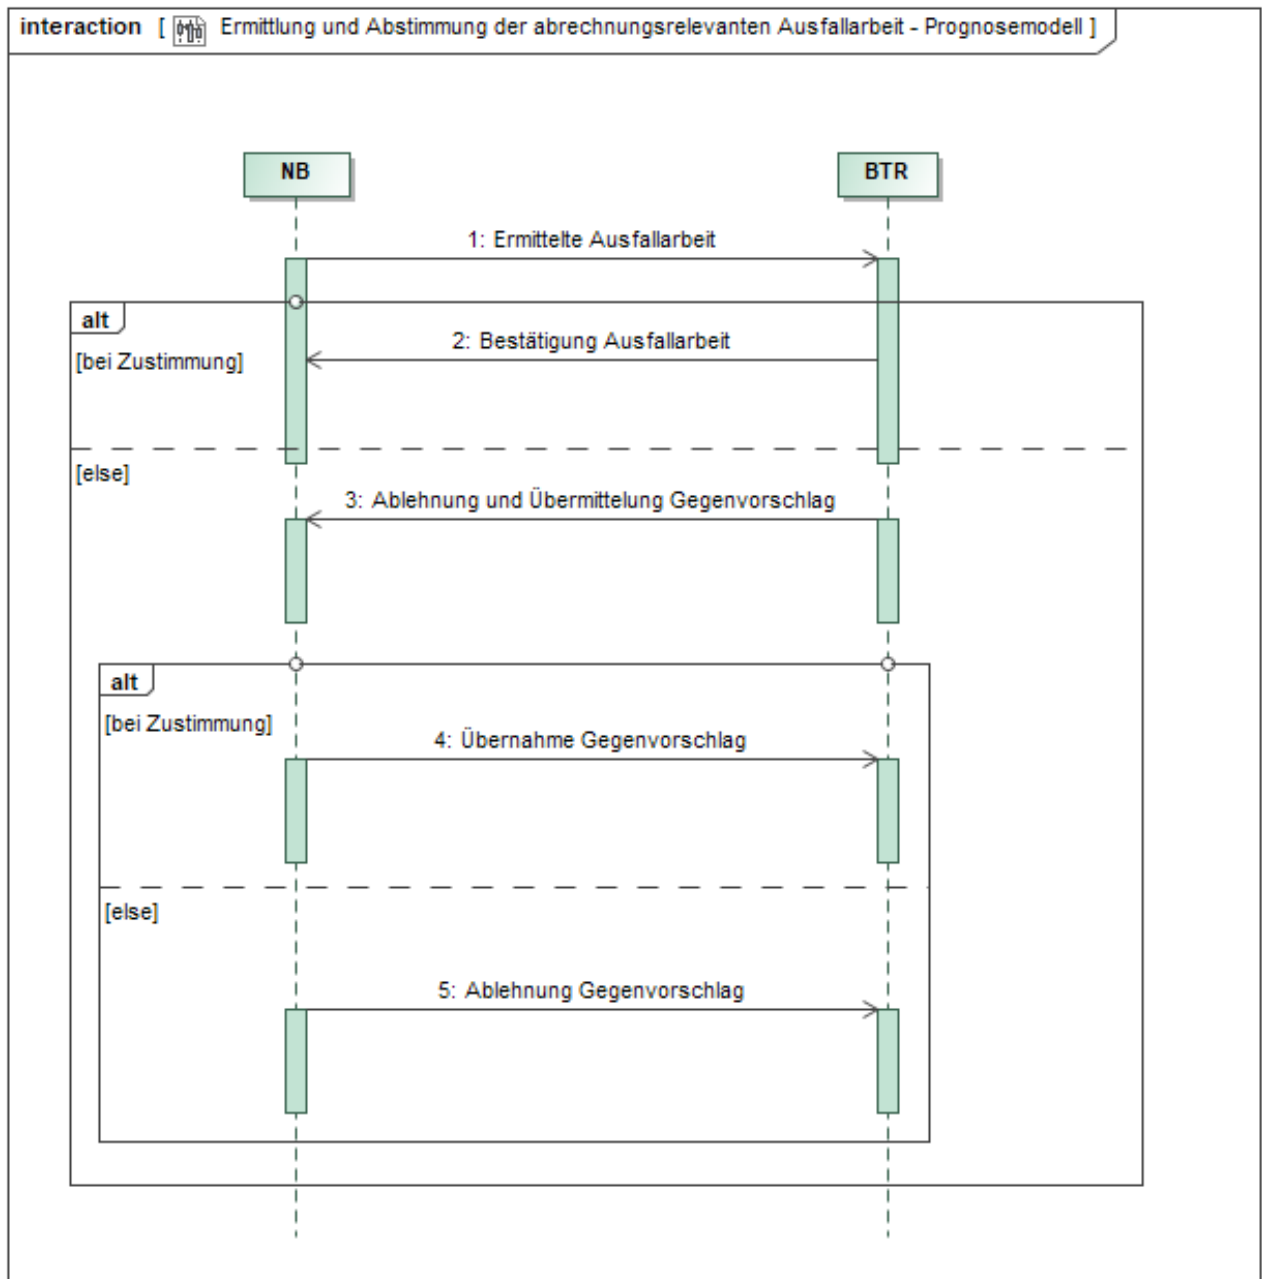 interaction [ Ermittlung und Abstimmung der abrechnungsrelevanten Ausfallarbeit - Prognosemodell ]
NB
BTR
1: Ermittelte Ausfallarbeit
alt
2: Bestätigung Ausfallarbeit
[bei Zustimmung]
[else]
3: Ablehnung und Übermittelung Gegenvorschlag
alt
[bei Zustimmung]
4: Übernahme Gegenvorschlag
[else]
5: Ablehnung Gegenvorschlag